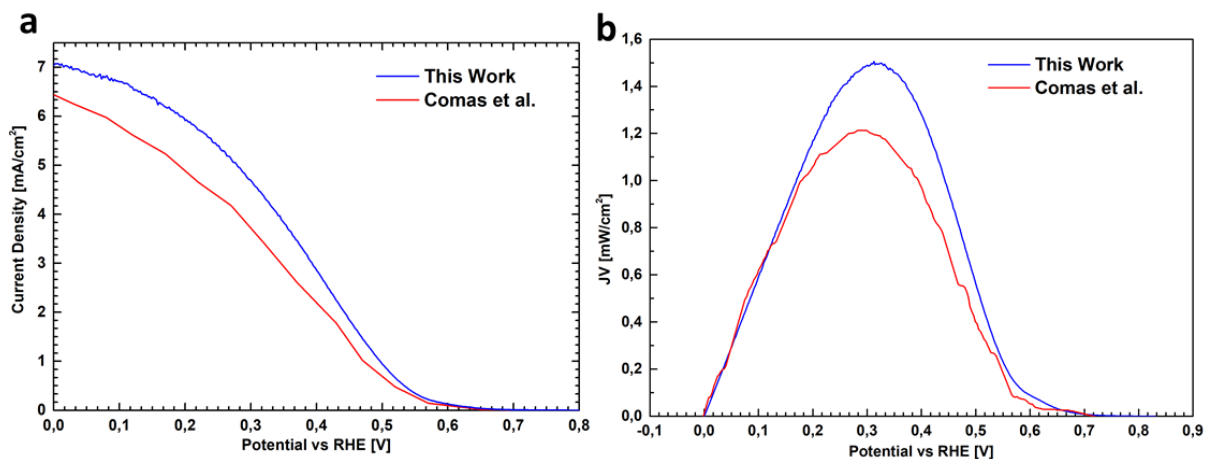 a
7
6
5
4
3
2
1
0
Current Density [mA/cm²]
This Work
Comas et al.
0,0 0,1 0,2 0,3 0,4 0,5 0,6 0,7 0,8
Potential vs RHE [V]
b
1,6
1,4
1,2
1,0
0,8
0,6
0,4
0,2
0,0
JV [mW/cm²]
This Work
Comas et al.
-0,1 0,0 0,1 0,2 0,3 0,4 0,5 0,6 0,7 0,8 0,9
Potential vs RHE [V]